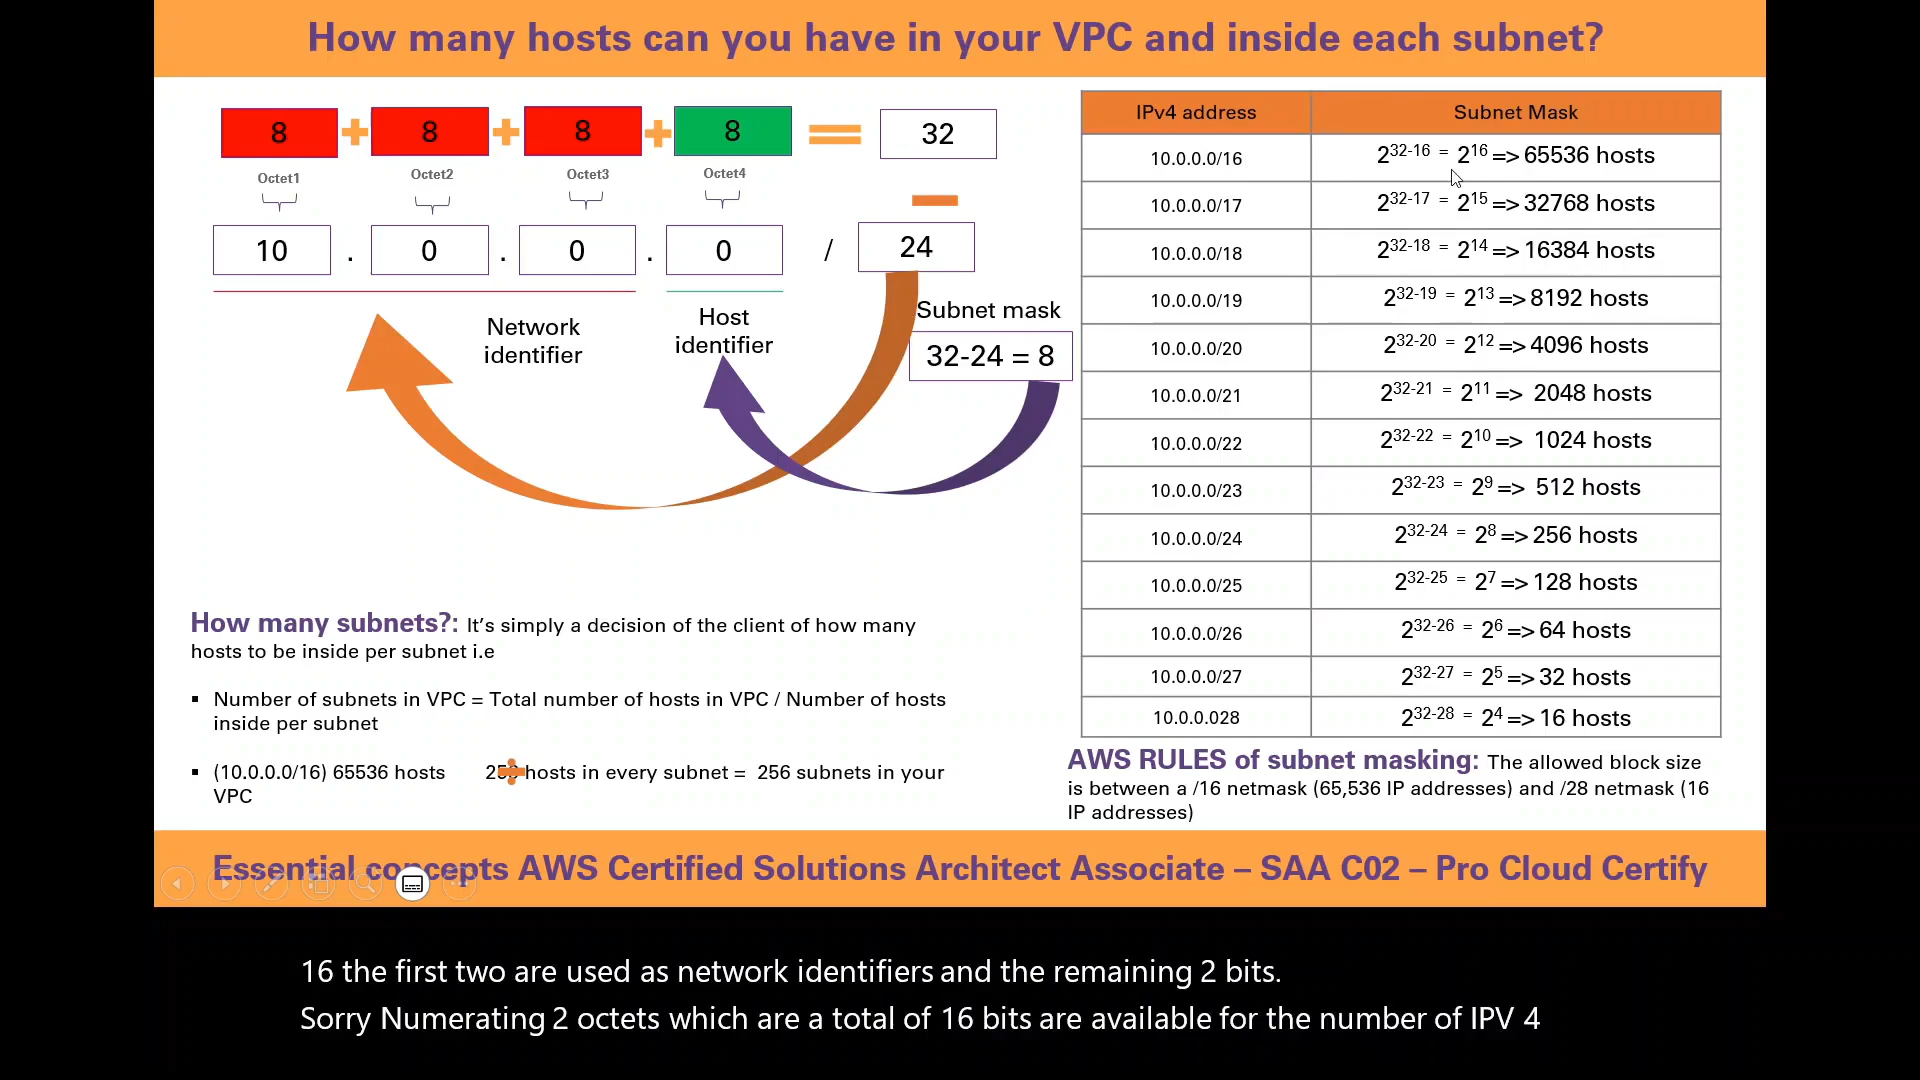 How many hosts can you have in your VPC and inside each subnet?
8 + 8 + 8 + 8 = 32
Octet1 Octet2 Octet3 Octet4
10 . 0 . 0 . 0 / 24
Network
identifier
Host
identifier
Subnet mask
32-24 = 8
How many subnets?: It's simply a decision of the client of how many
hosts to be inside per subnet i.e
▪ Number of subnets in VPC = Total number of hosts in VPC / Number of hosts
inside per subnet
▪ (10.0.0.0/16) 65536 hosts ÷ 256 hosts in every subnet = 256 subnets in your
VPC
IPv4 address Subnet Mask
10.0.0.0/16 2^32-16 = 2^16 => 65536 hosts
10.0.0.0/17 2^32-17 = 2^15 => 32768 hosts
10.0.0.0/18 2^32-18 = 2^14 => 16384 hosts
10.0.0.0/19 2^32-19 = 2^13 => 8192 hosts
10.0.0.0/20 2^32-20 = 2^12 => 4096 hosts
10.0.0.0/21 2^32-21 = 2^11 => 2048 hosts
10.0.0.0/22 2^32-22 = 2^10 => 1024 hosts
10.0.0.0/23 2^32-23 = 2^9 => 512 hosts
10.0.0.0/24 2^32-24 = 2^8 => 256 hosts
10.0.0.0/25 2^32-25 = 2^7 => 128 hosts
10.0.0.0/26 2^32-26 = 2^6 => 64 hosts
10.0.0.0/27 2^32-27 = 2^5 => 32 hosts
10.0.0.028 2^32-28 = 2^4 => 16 hosts
AWS RULES of subnet masking: The allowed block size
is between a /16 netmask (65,536 IP addresses) and /28 netmask (16
IP addresses)
Essential concepts AWS Certified Solutions Architect Associate – SAA C02 – Pro Cloud Certify
16 the first two are used as network identifiers and the remaining 2 bits.
Sorry Numerating 2 octets which are a total of 16 bits are available for the number of IPV 4